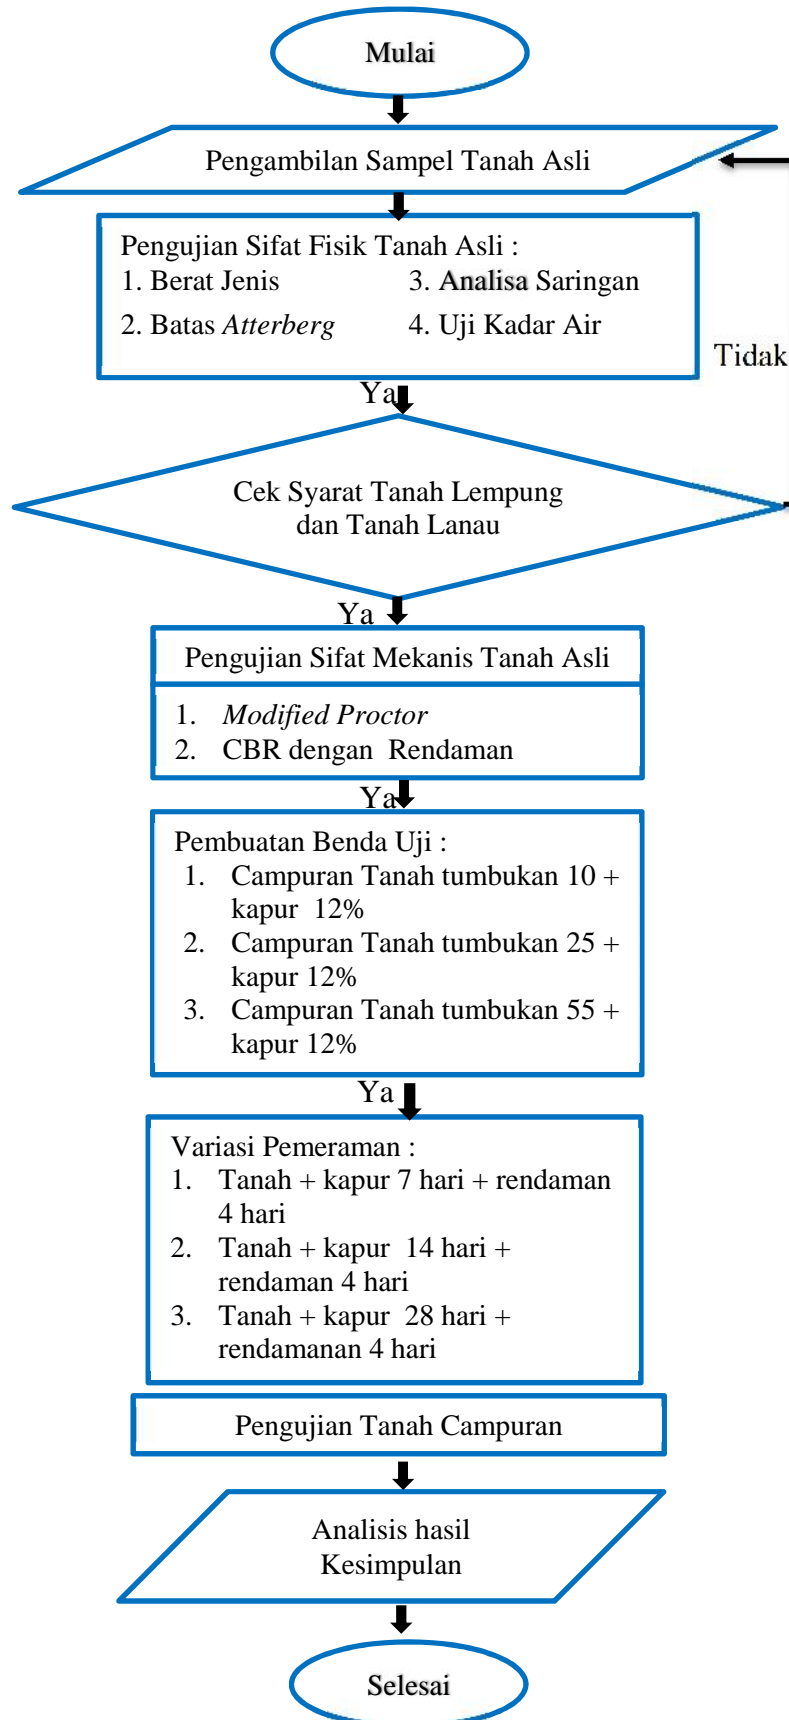 Mulai
Pengambilan Sampel Tanah Asli
Pengujian Sifat Fisik Tanah Asli :
1. Berat Jenis 3. Analisa Saringan
2. Batas Atterberg 4. Uji Kadar Air
Tidak
Ya
Cek Syarat Tanah Lempung
dan Tanah Lanau
Ya
Pengujian Sifat Mekanis Tanah Asli
1. Modified Proctor
2. CBR dengan Rendaman
Ya
Pembuatan Benda Uji :
1. Campuran Tanah tumbukan 10 +
kapur 12%
2. Campuran Tanah tumbukan 25 +
kapur 12%
3. Campuran Tanah tumbukan 55 +
kapur 12%
Ya
Variasi Pemeraman :
1. Tanah + kapur 7 hari + rendaman
4 hari
2. Tanah + kapur 14 hari +
rendaman 4 hari
3. Tanah + kapur 28 hari +
rendamanan 4 hari
Pengujian Tanah Campuran
Analisis hasil
Kesimpulan
Selesai